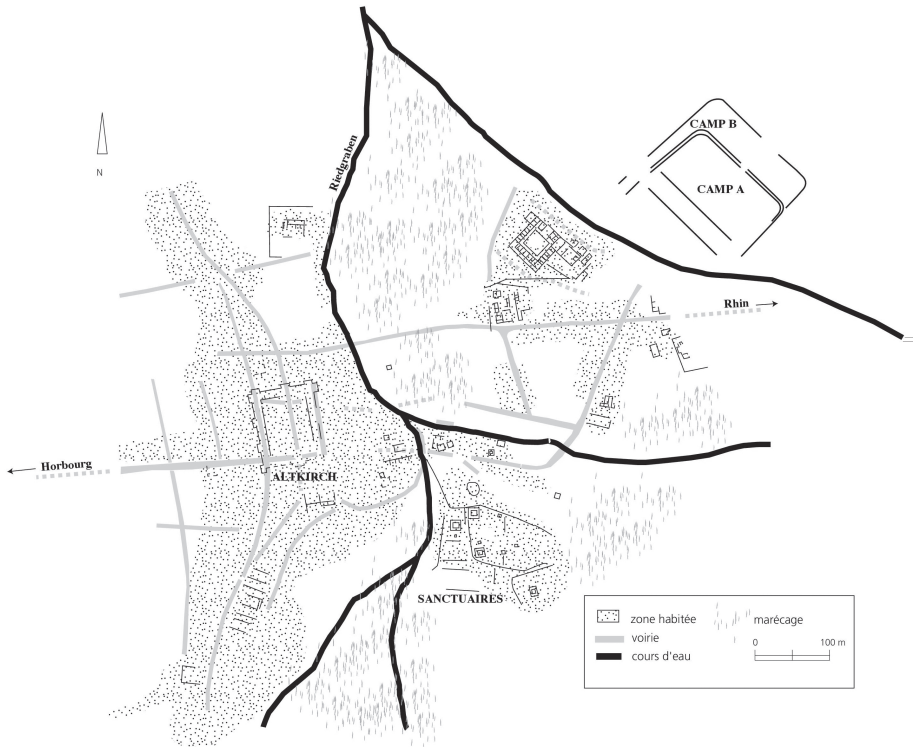 CAMP B
CAMP A
N
Riedgraben
Rhin
Horbourg
ALTKIRCH
SANCTUAIRES
zone habitée
marécage
voirie
0 100 m
cours d'eau